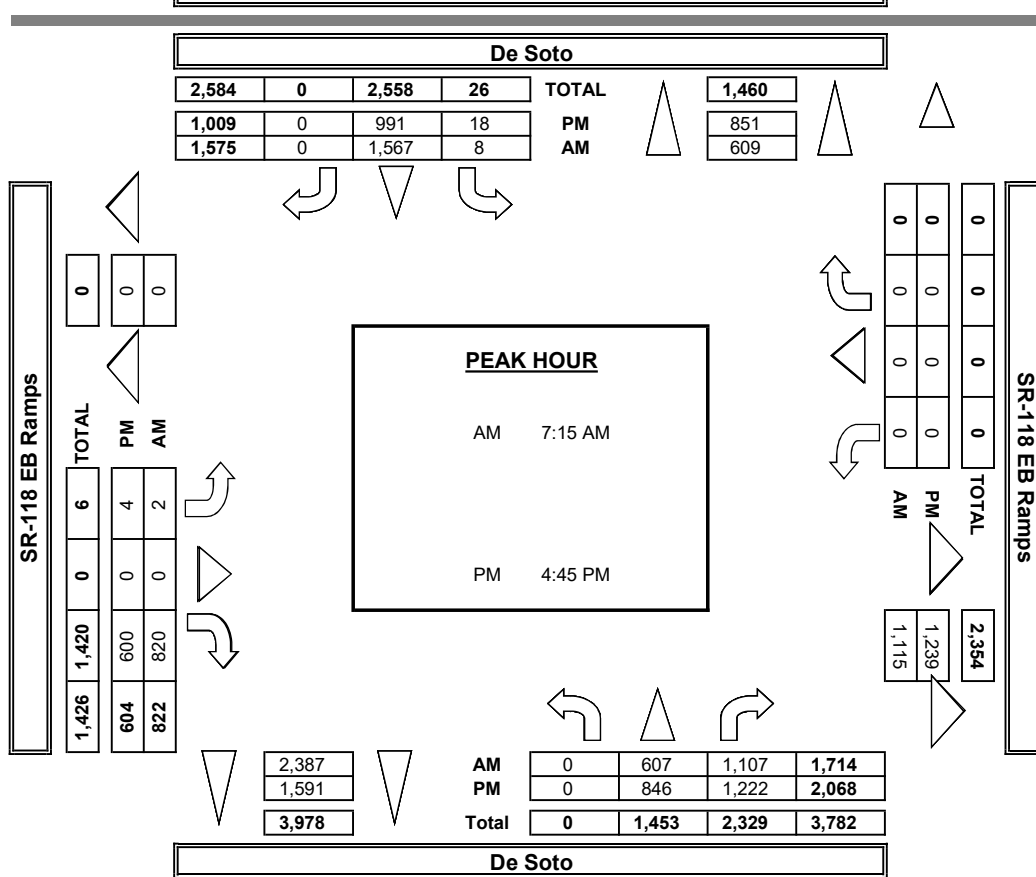 De Soto
2,584 0 2,558 26 TOTAL 1,460
1,009 0 991 18 PM 851
1,575 0 1,567 8 AM 609
SR-118 EB Ramps
0 0 0
TOTAL PM AM
6 4 2
0 0 0
1,420 600 820
1,426 604 822
PEAK HOUR
AM 7:15 AM
PM 4:45 PM
0 0 0
0 0 0
0 0 0
0 0 0
AM PM TOTAL
1,115 1,239 2,354
SR-118 EB Ramps
2,387 AM 0 607 1,107 1,714
1,591 PM 0 846 1,222 2,068
3,978 Total 0 1,453 2,329 3,782
De Soto